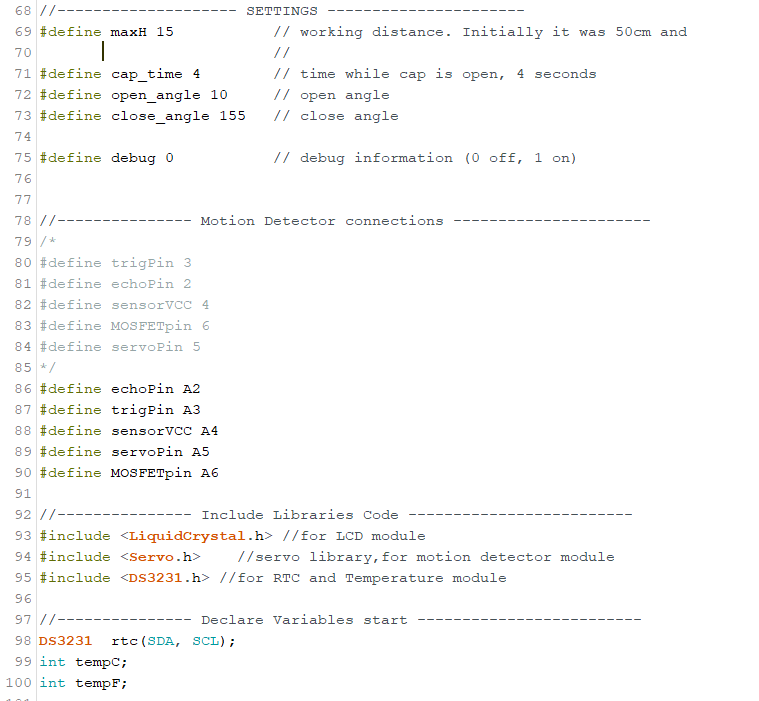 68 //-------------------- SETTINGS ----------------------
69 #define maxH 15           // working distance. Initially it was 50cm and
70                           //
71 #define cap_time 4        // time while cap is open, 4 seconds
72 #define open_angle 10     // open angle
73 #define close_angle 155   // close angle
74
75 #define debug 0           // debug information (0 off, 1 on)
76
77
78 //--------------- Motion Detector connections ----------------------
79 /*
80 #define trigPin 3
81 #define echoPin 2
82 #define sensorVCC 4
83 #define MOSFETpin 6
84 #define servoPin 5
85 */
86 #define echoPin A2
87 #define trigPin A3
88 #define sensorVCC A4
89 #define servoPin A5
90 #define MOSFETpin A6
91
92 //--------------- Include Libraries Code -------------------------
93 #include <LiquidCrystal.h> //for LCD module
94 #include <Servo.h>    //servo library,for motion detector module
95 #include <DS3231.h> //for RTC and Temperature module
96
97 //--------------- Declare Variables start -------------------------
98 DS3231  rtc(SDA, SCL);
99 int tempC;
100 int tempF;